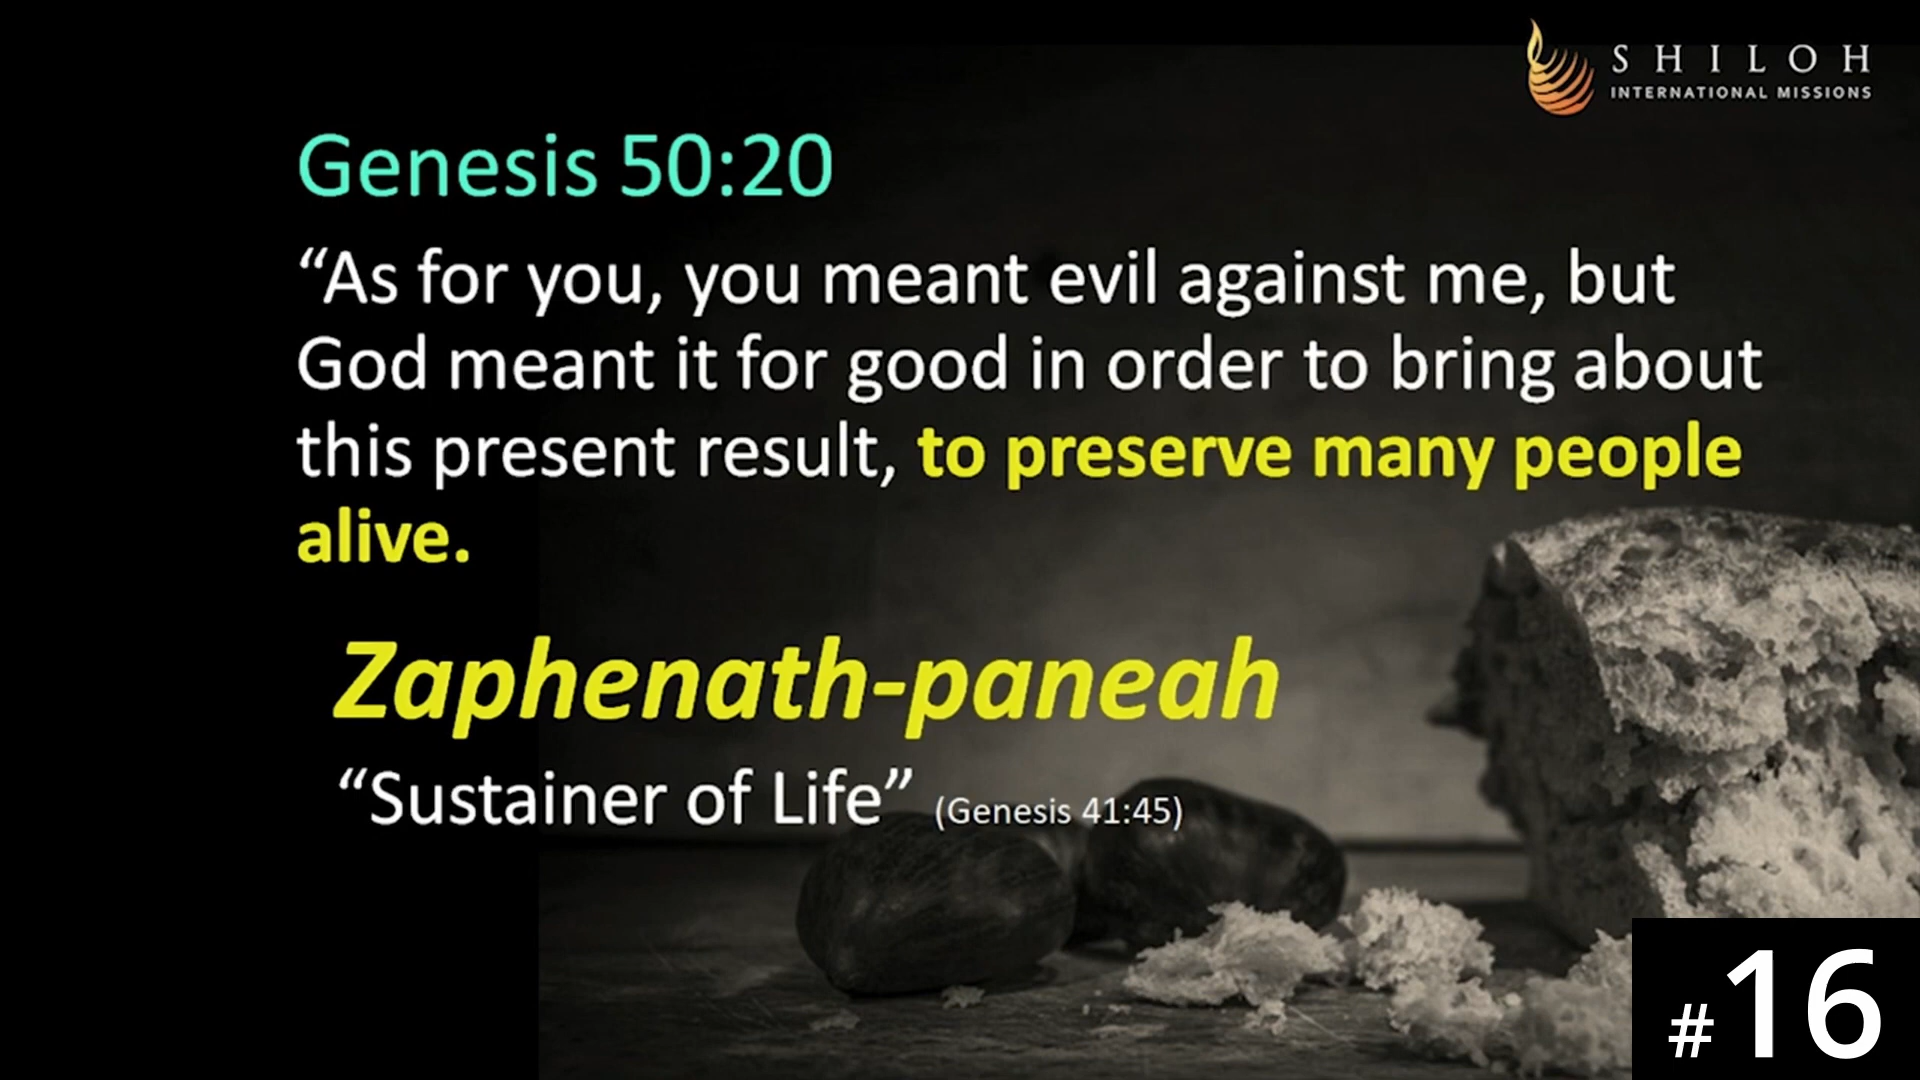 SHILOH
INTERNATIONAL MISSIONS
Genesis 50:20
“As for you, you meant evil against me, but
God meant it for good in order to bring about
this present result, to preserve many people
alive.
Zaphenath-paneah
“Sustainer of Life” (Genesis 41:45)
#16